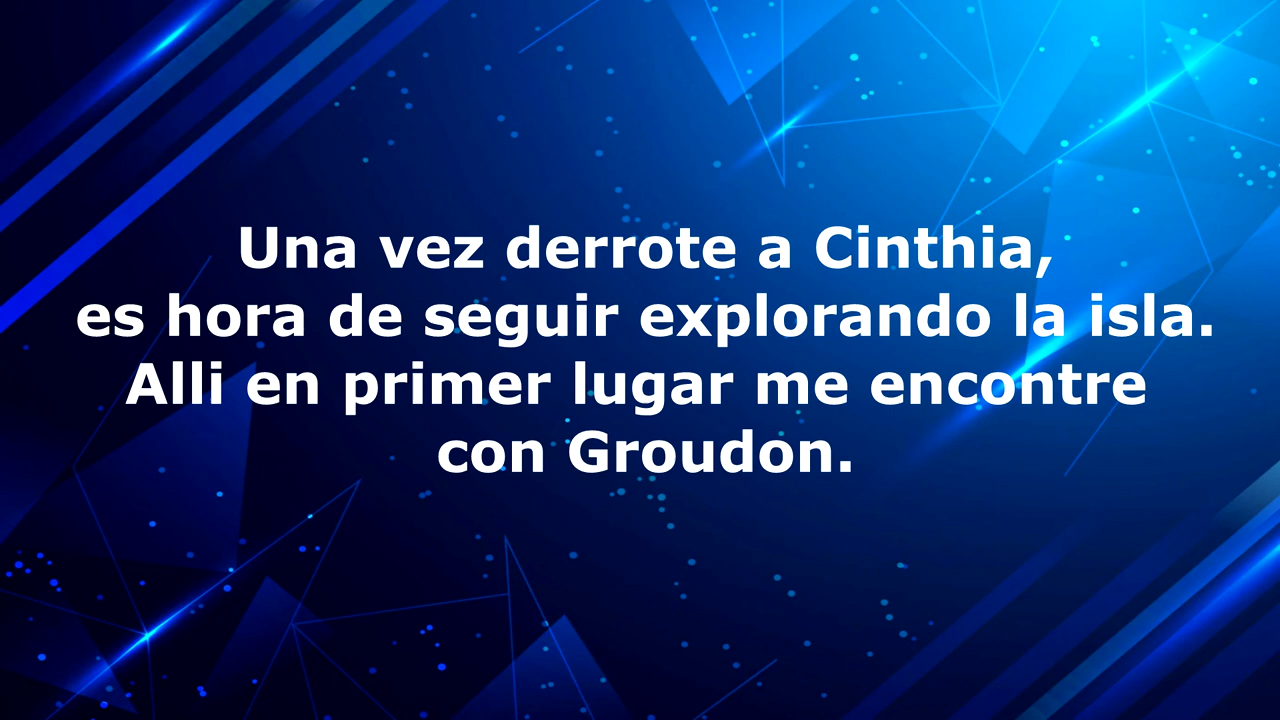 Una vez derrote a Cinthia,
es hora de seguir explorando la isla.
Alli en primer lugar me encontre
con Groudon.